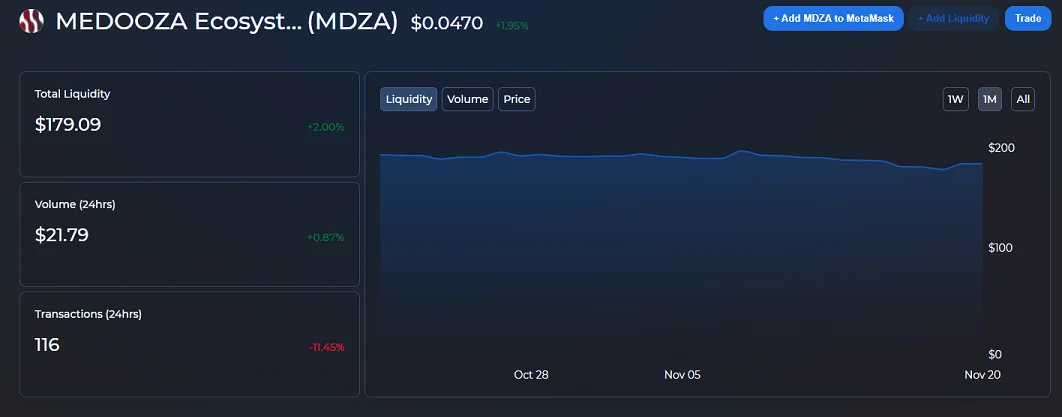 MEDOOZA Ecosyst... (MDZA) $0.0470 +1.95%
+ Add MDZA to MetaMask
+ Add Liquidity
Trade
Total Liquidity
$179.09 +2.00%
Volume (24hrs)
$21.79 +0.87%
Transactions (24hrs)
116 -11.45%
Liquidity Volume Price
1W 1M All
$200
$100
$0
Oct 28 Nov 05 Nov 20